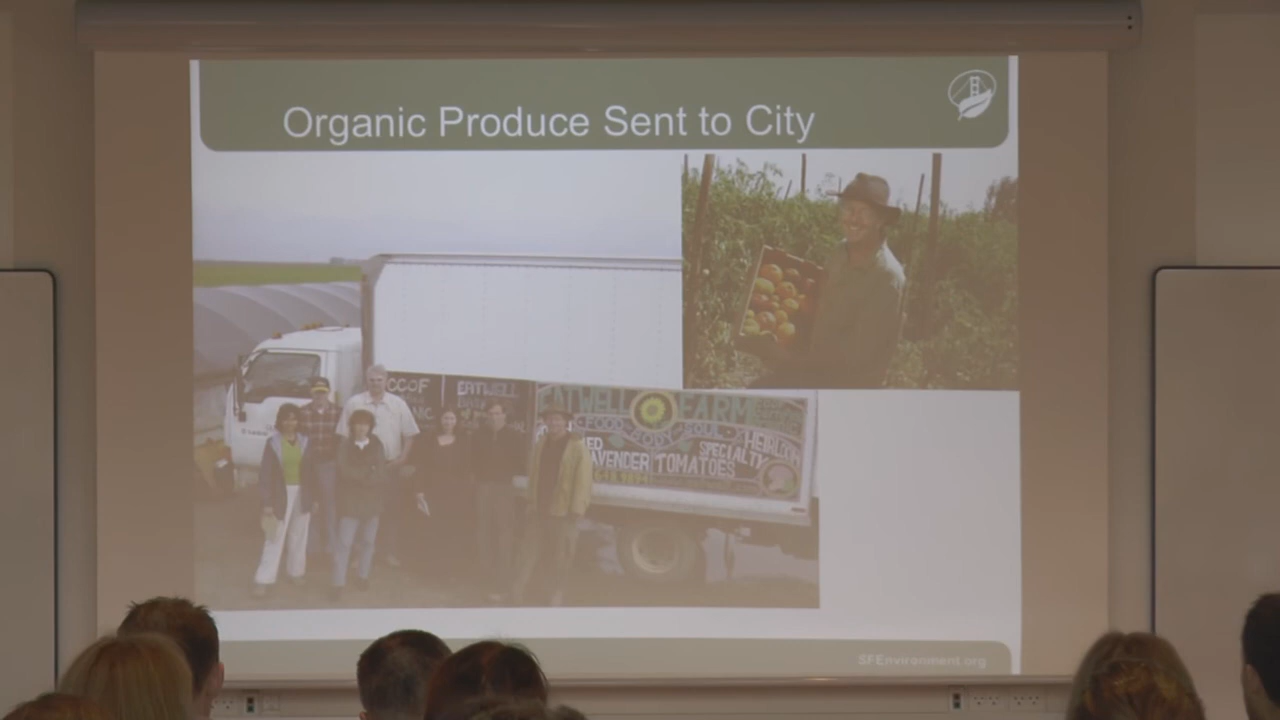 Organic Produce Sent to City
CCOF
EATWELL
EATWELL FARM
FOOD BODY SOUL
HEIRLOOM
SPECIALTY
LAVENDER TOMATOES
SFEnvironment.org